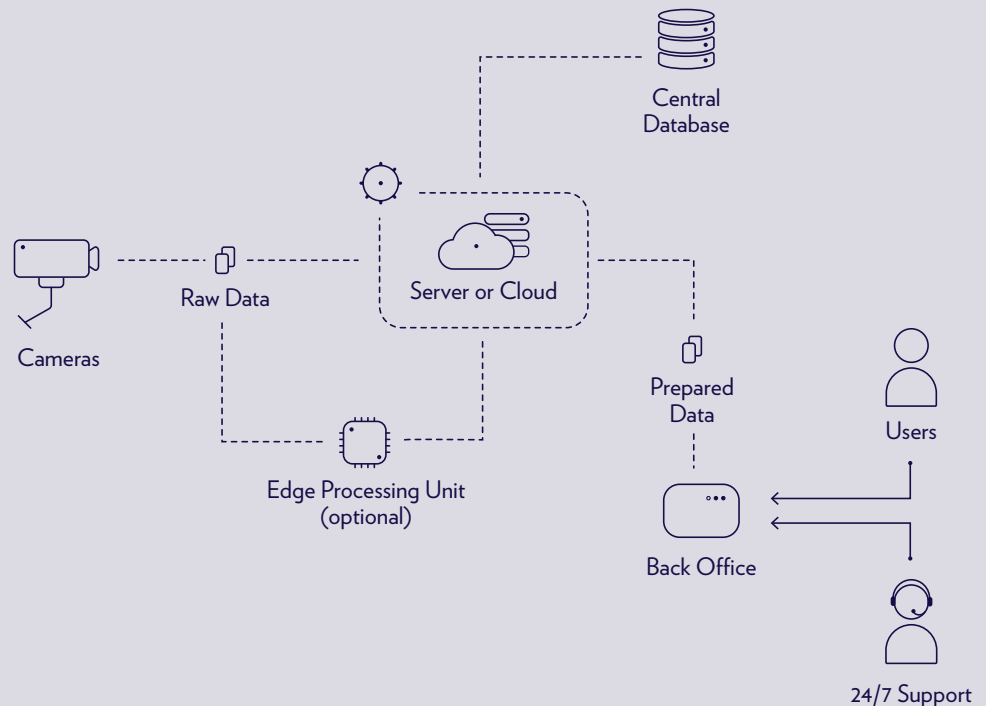 Central
Database
Server or Cloud
Raw Data
Cameras
Prepared
Data
Users
Edge Processing Unit
(optional)
Back Office
24/7 Support